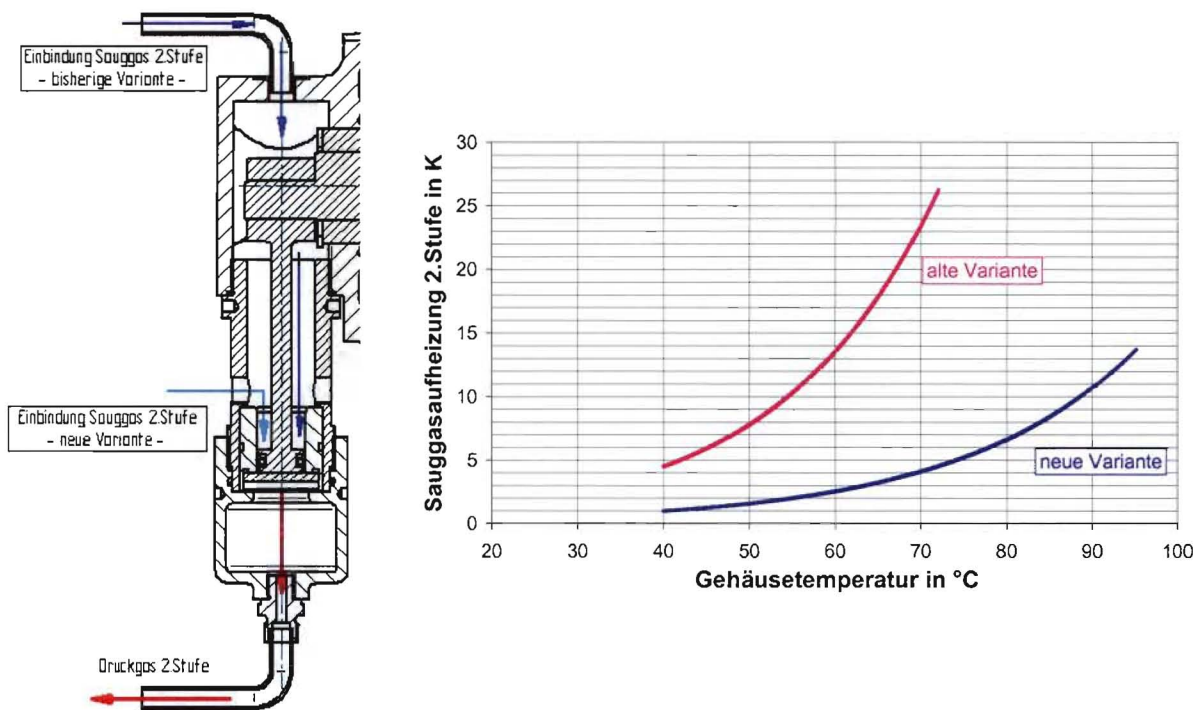 Einbindung Sauggas 2.Stufe
- bisherige Variante -
Einbindung Sauggas 2.Stufe
- neue Variante -
Druckgas 2.Stufe
Sauggasaufheizung 2.Stufe in K
30
25
20
15
10
5
0
alte Variante
neue Variante
20 30 40 50 60 70 80 90 100
Gehäusetemperatur in °C